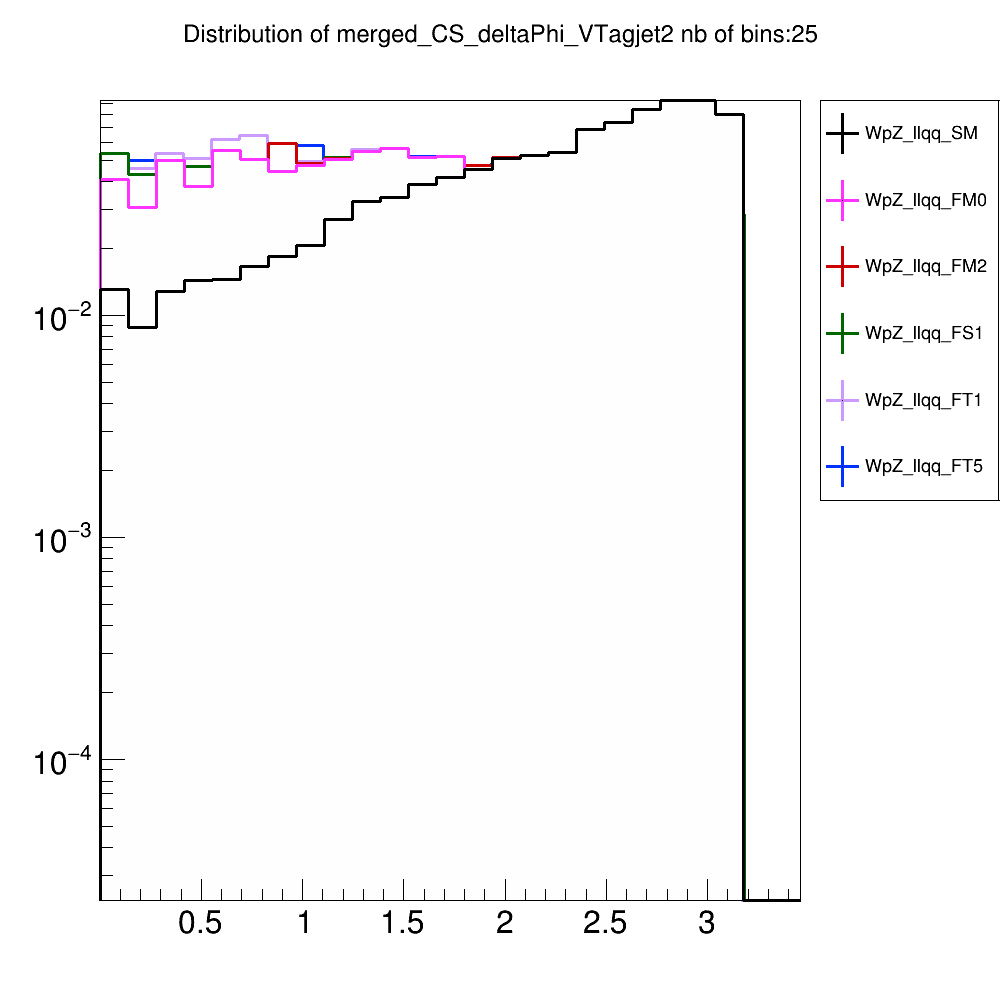 Distribution of merged_CS_deltaPhi_VTagjet2 nb of bins:25
WpZ_llqq_SM
WpZ_llqq_FM0
WpZ_llqq_FM2
WpZ_llqq_FS1
WpZ_llqq_FT1
WpZ_llqq_FT5
10−2
10−3
10−4
0.5 1 1.5 2 2.5 3